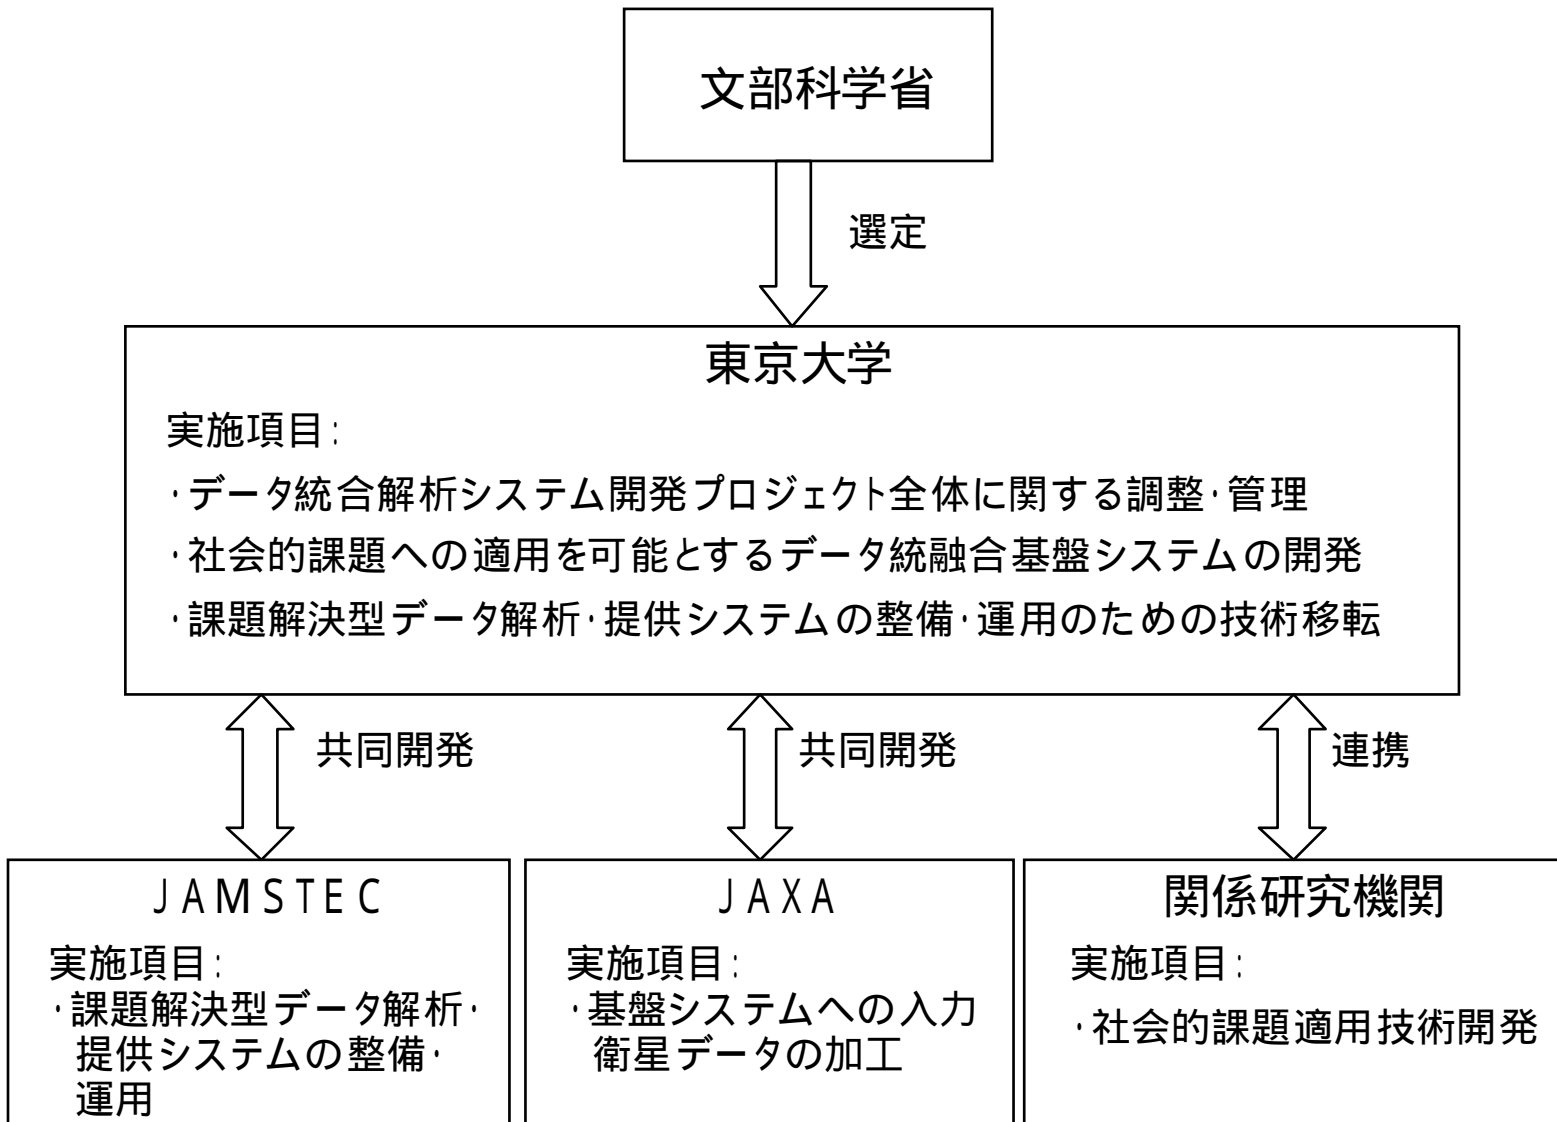 文部科学省
選定
東京大学
実施項目:
・データ統合解析システム開発プロジェクト全体に関する調整・管理
・社会的課題への適用を可能とするデータ統融合基盤システムの開発
・課題解決型データ解析・提供システムの整備・運用のための技術移転
共同開発
共同開発
連携
JAMSTEC
実施項目:
・課題解決型データ解析・
提供システムの整備・
運用
JAXA
実施項目:
・基盤システムへの入力
衛星データの加工
関係研究機関
実施項目:
・社会的課題適用技術開発